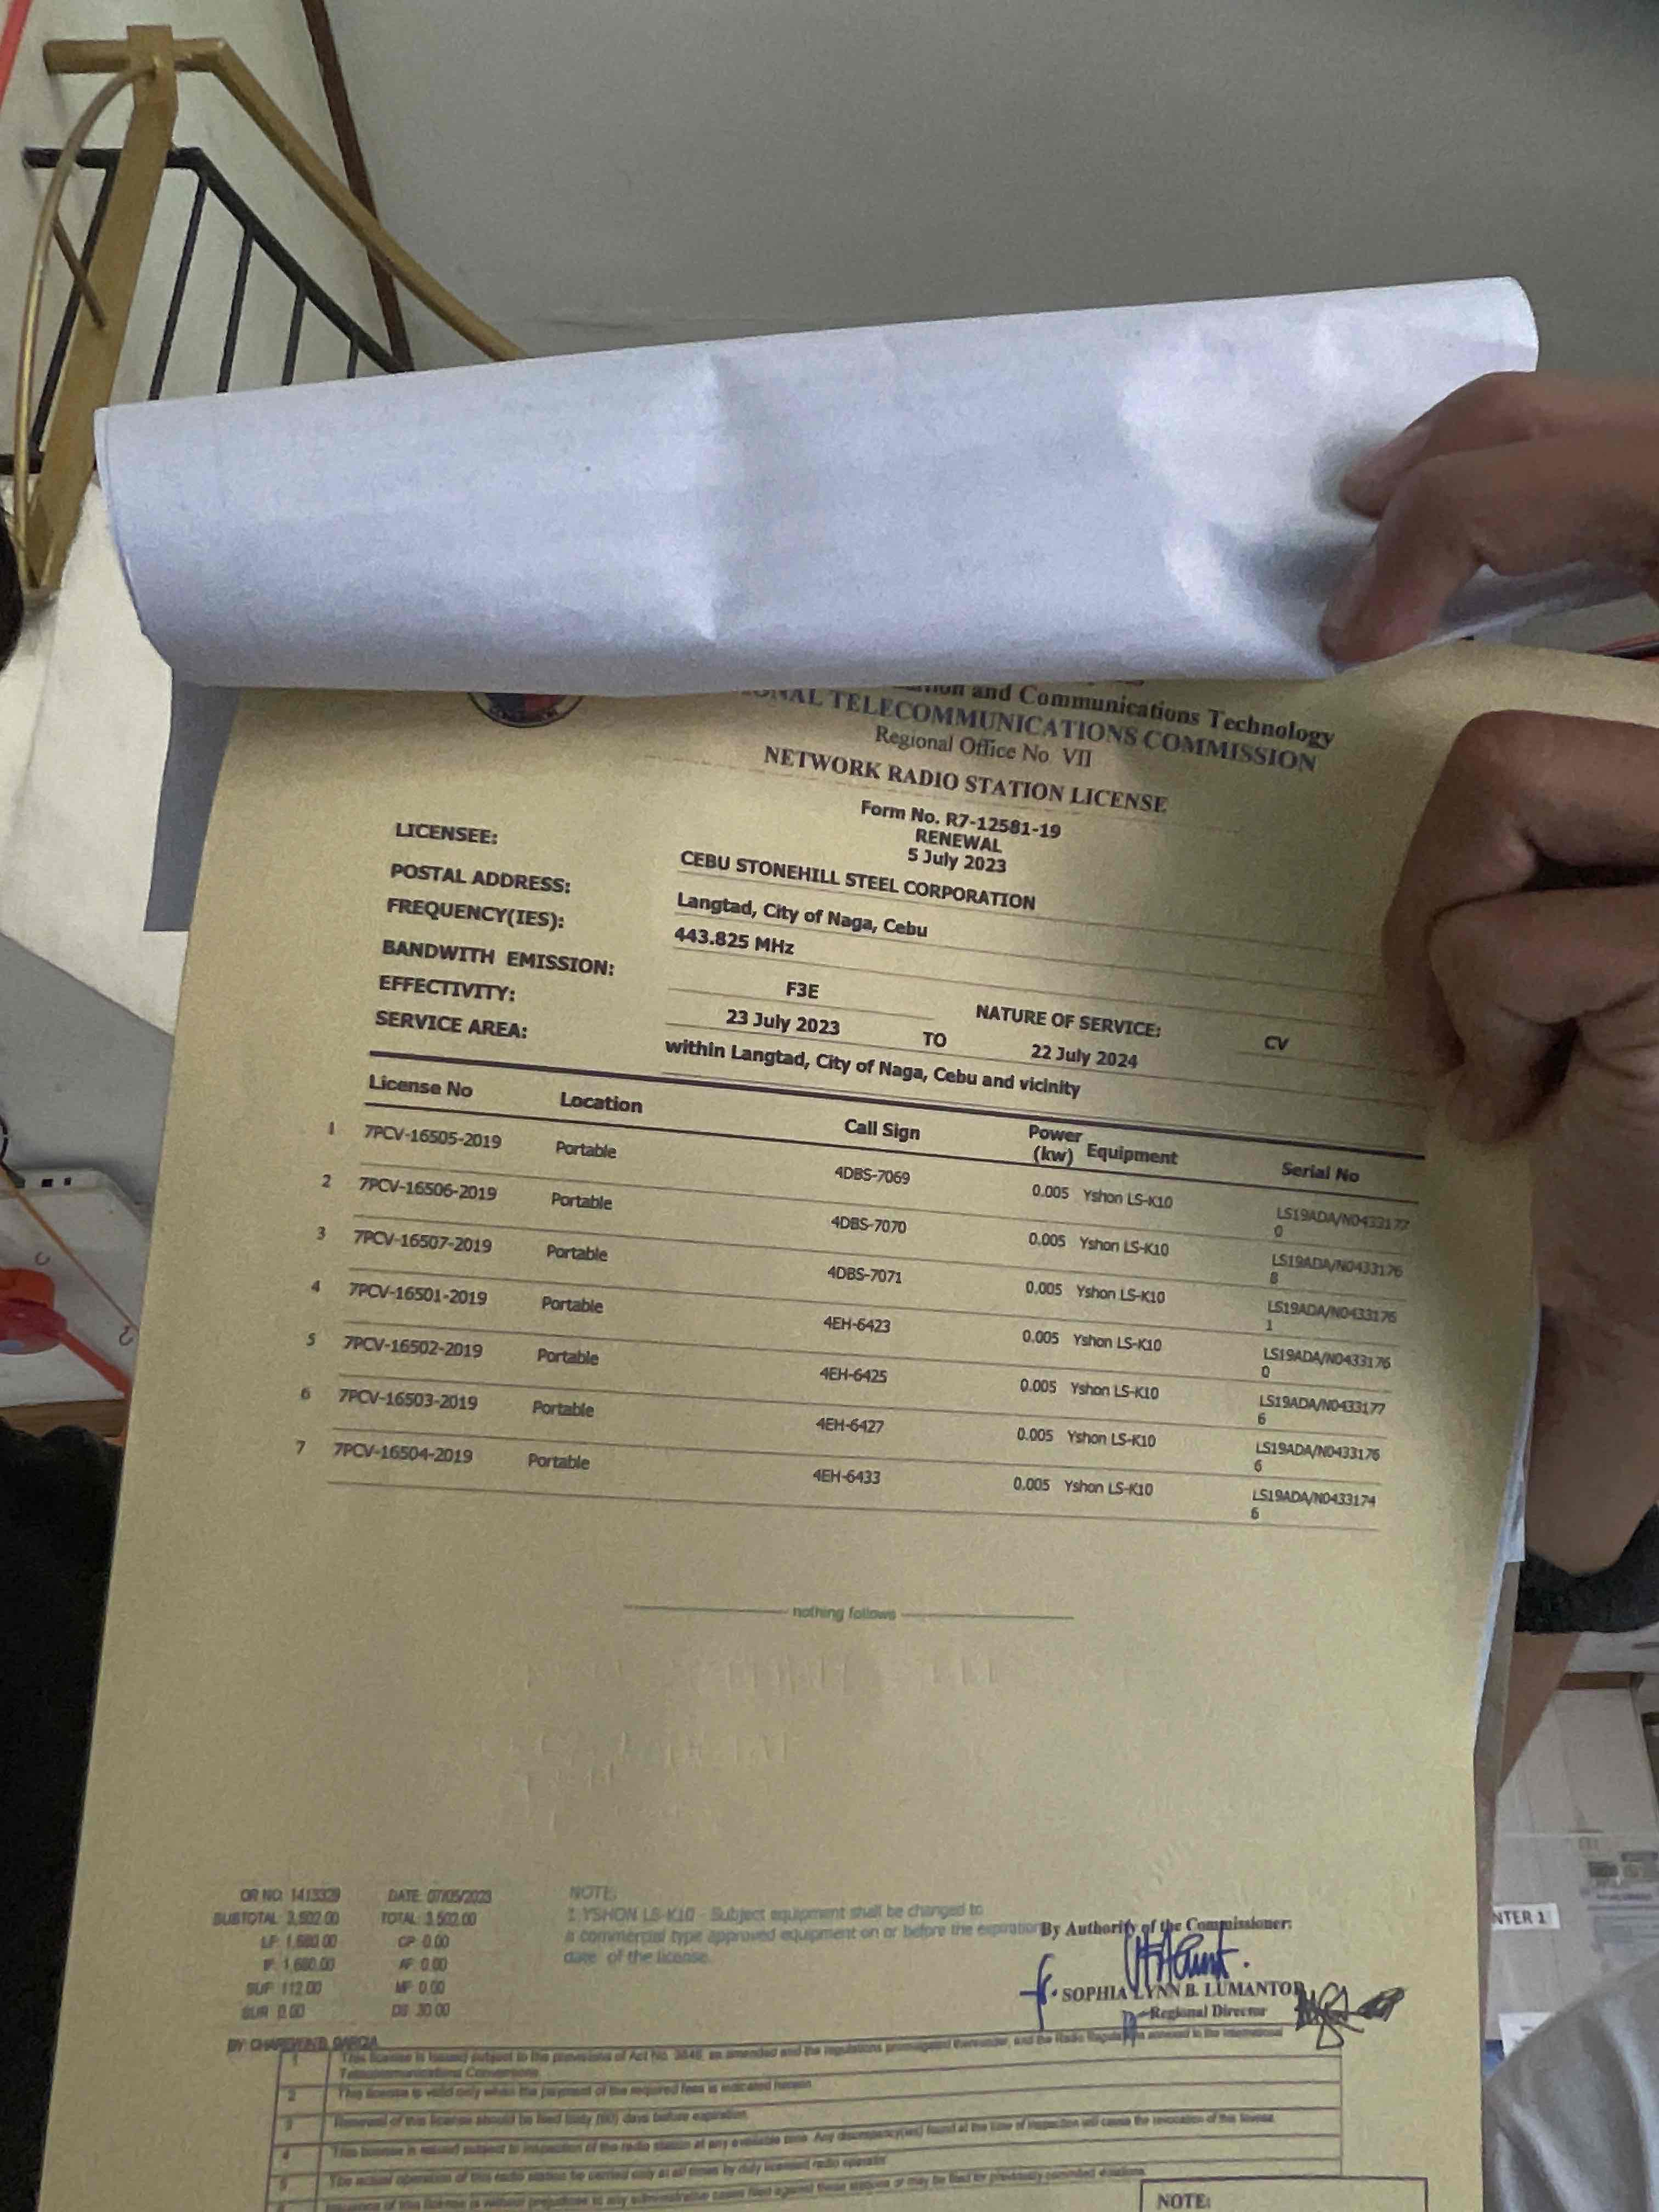 and Communications Technology
TELECOMMUNICATIONS COMMISSION
Regional Office No. VII
NETWORK RADIO STATION LICENSE
Form No. R7-12581-19
RENEWAL
5 July 2023
LICENSEE: CEBU STONEHILL STEEL CORPORATION
POSTAL ADDRESS: Langtad, City of Naga, Cebu
FREQUENCY(IES): 443.825 MHz
BANDWITH EMISSION: F3E NATURE OF SERVICE: CV
EFFECTIVITY: 23 July 2023 TO 22 July 2024
SERVICE AREA: within Langtad, City of Naga, Cebu and vicinity
License No Location Call Sign Power (kw) Equipment Serial No
1 7PCV-16505-2019 Portable 4DBS-7069 0.005 Yshon LS-K10 LS19ADA/N0433177
0
2 7PCV-16506-2019 Portable 4DBS-7070 0.005 Yshon LS-K10 LS19ADA/N0433176
8
3 7PCV-16507-2019 Portable 4DBS-7071 0.005 Yshon LS-K10 LS19ADA/N0433176
1
4 7PCV-16501-2019 Portable 4EH-6423 0.005 Yshon LS-K10 LS19ADA/N0433176
0
5 7PCV-16502-2019 Portable 4EH-6425 0.005 Yshon LS-K10 LS19ADA/N0433177
6
6 7PCV-16503-2019 Portable 4EH-6427 0.005 Yshon LS-K10 LS19ADA/N0433176
6
7 7PCV-16504-2019 Portable 4EH-6433 0.005 Yshon LS-K10 LS19ADA/N0433174
6
nothing follows
OR NO: 1413329 DATE: 07/05/2023
SUBTOTAL: 3,502.00 TOTAL: 3,502.00
LF: 1,680.00 CP: 0.00
IF: 1,680.00 AF: 0.00
SUF: 112.00 MF: 0.00
SUR: 0.00 DS: 30.00
NOTE:
1. YSHON LS-K10 - Subject equipment shall be changed to
a commercial type approved equipment on or before the expiration
date of the license.
By Authority of the Commissioner:
SOPHIA LYNN B. LUMANTOD
Regional Director
BY: GARCIA
1 This license is issued subject to the provisions of Act No. 3846, as amended and the regulations promulgated thereunder, and the Radio Regulations annexed to the International
Telecommunications Conventions.
2 This license is valid only when the payment of the required fees is indicated herein
3 Renewal of this license should be filed sixty (60) days before expiration.
4 This license is issued subject to inspection of the radio station at any available time. Any discrepancy(ies) found at the time of inspection will cause the revocation of this license.
5 The actual operation of this radio station be carried only at all times by duly licensed radio operator
6 Issuance of this license is without prejudice to any administrative cases filed against these stations or may be filed for previously committed violations.
NOTE:
NTER 1